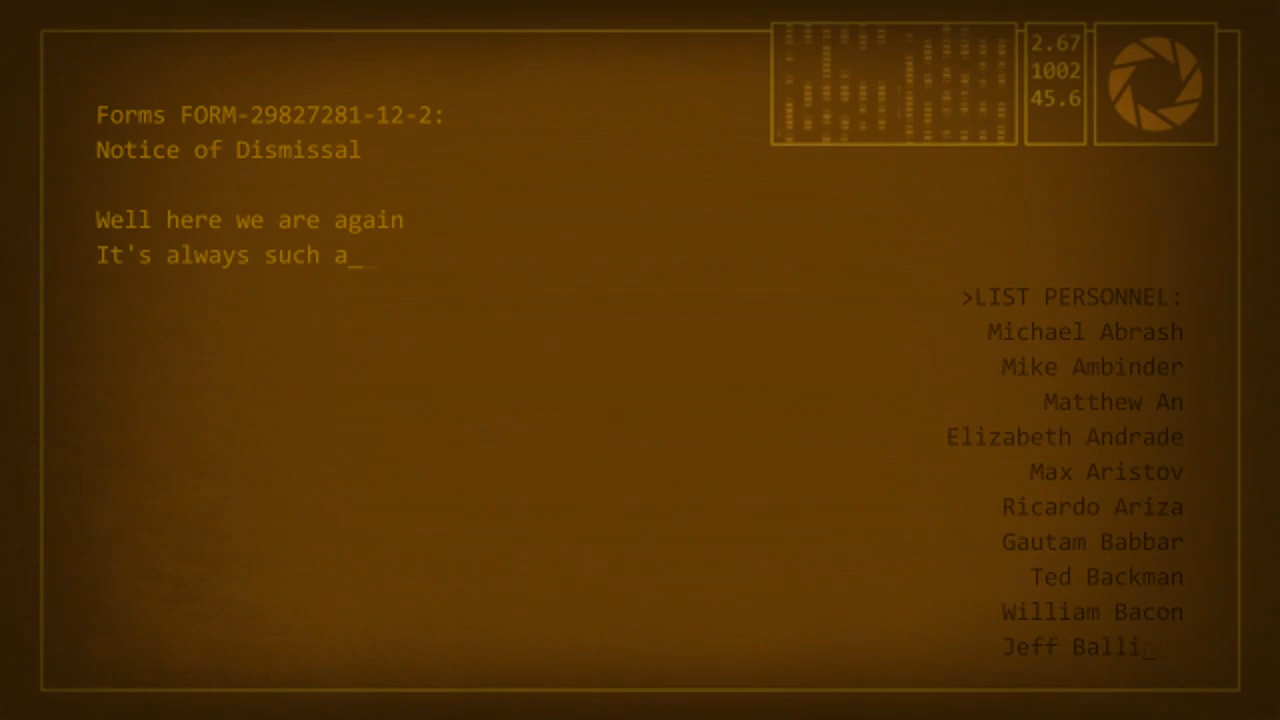 2.67
1002
45.6
Forms FORM-29827281-12-2:
Notice of Dismissal
Well here we are again
It's always such a_
>LIST PERSONNEL:
Michael Abrash
Mike Ambinder
Matthew An
Elizabeth Andrade
Max Aristov
Ricardo Ariza
Gautam Babbar
Ted Backman
William Bacon
Jeff Balli_